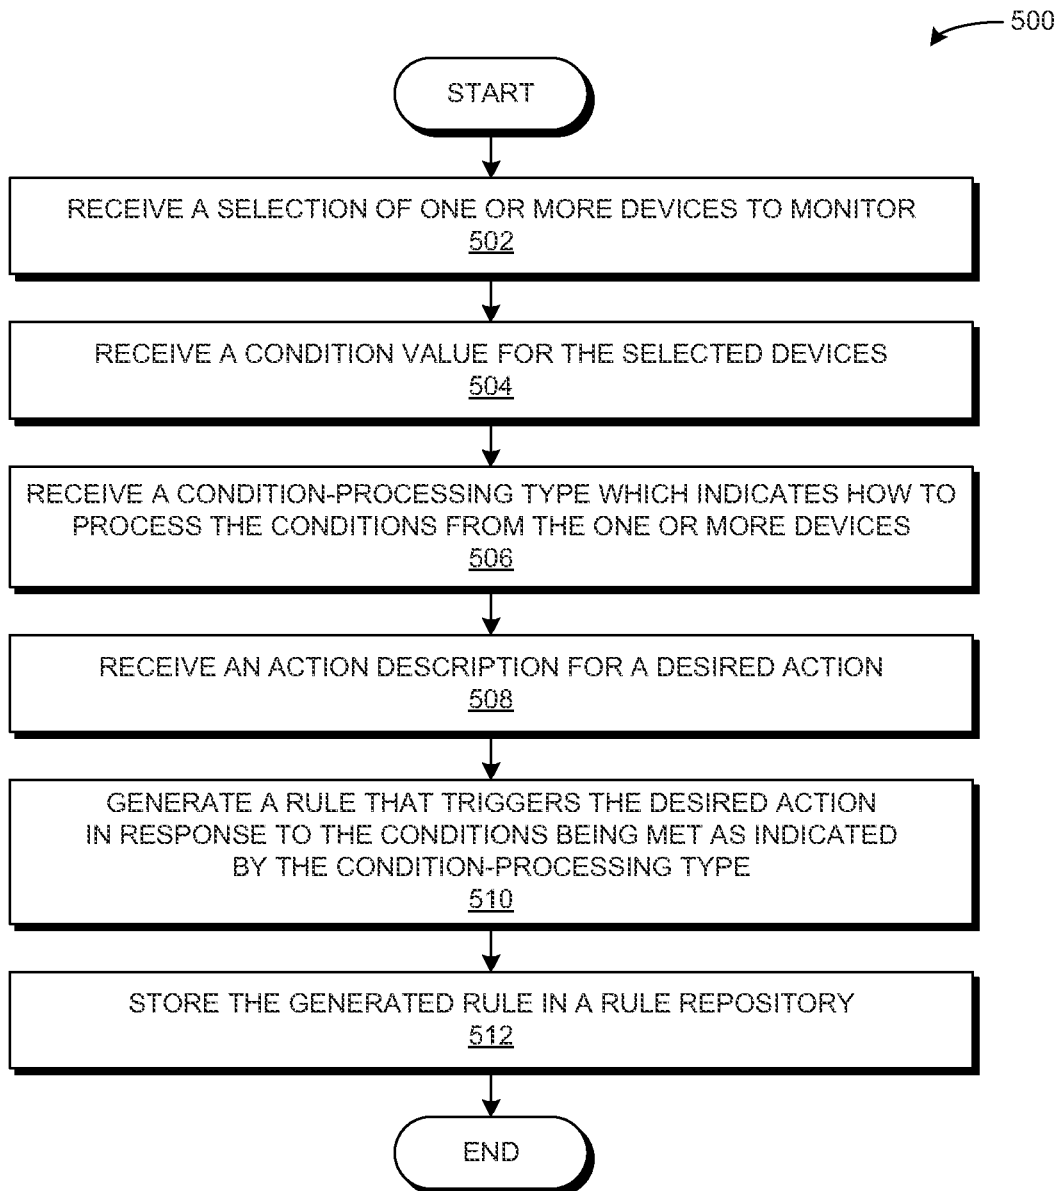 500
START
RECEIVE A SELECTION OF ONE OR MORE DEVICES TO MONITOR
502
RECEIVE A CONDITION VALUE FOR THE SELECTED DEVICES
504
RECEIVE A CONDITION-PROCESSING TYPE WHICH INDICATES HOW TO
PROCESS THE CONDITIONS FROM THE ONE OR MORE DEVICES
506
RECEIVE AN ACTION DESCRIPTION FOR A DESIRED ACTION
508
GENERATE A RULE THAT TRIGGERS THE DESIRED ACTION
IN RESPONSE TO THE CONDITIONS BEING MET AS INDICATED
BY THE CONDITION-PROCESSING TYPE
510
STORE THE GENERATED RULE IN A RULE REPOSITORY
512
END